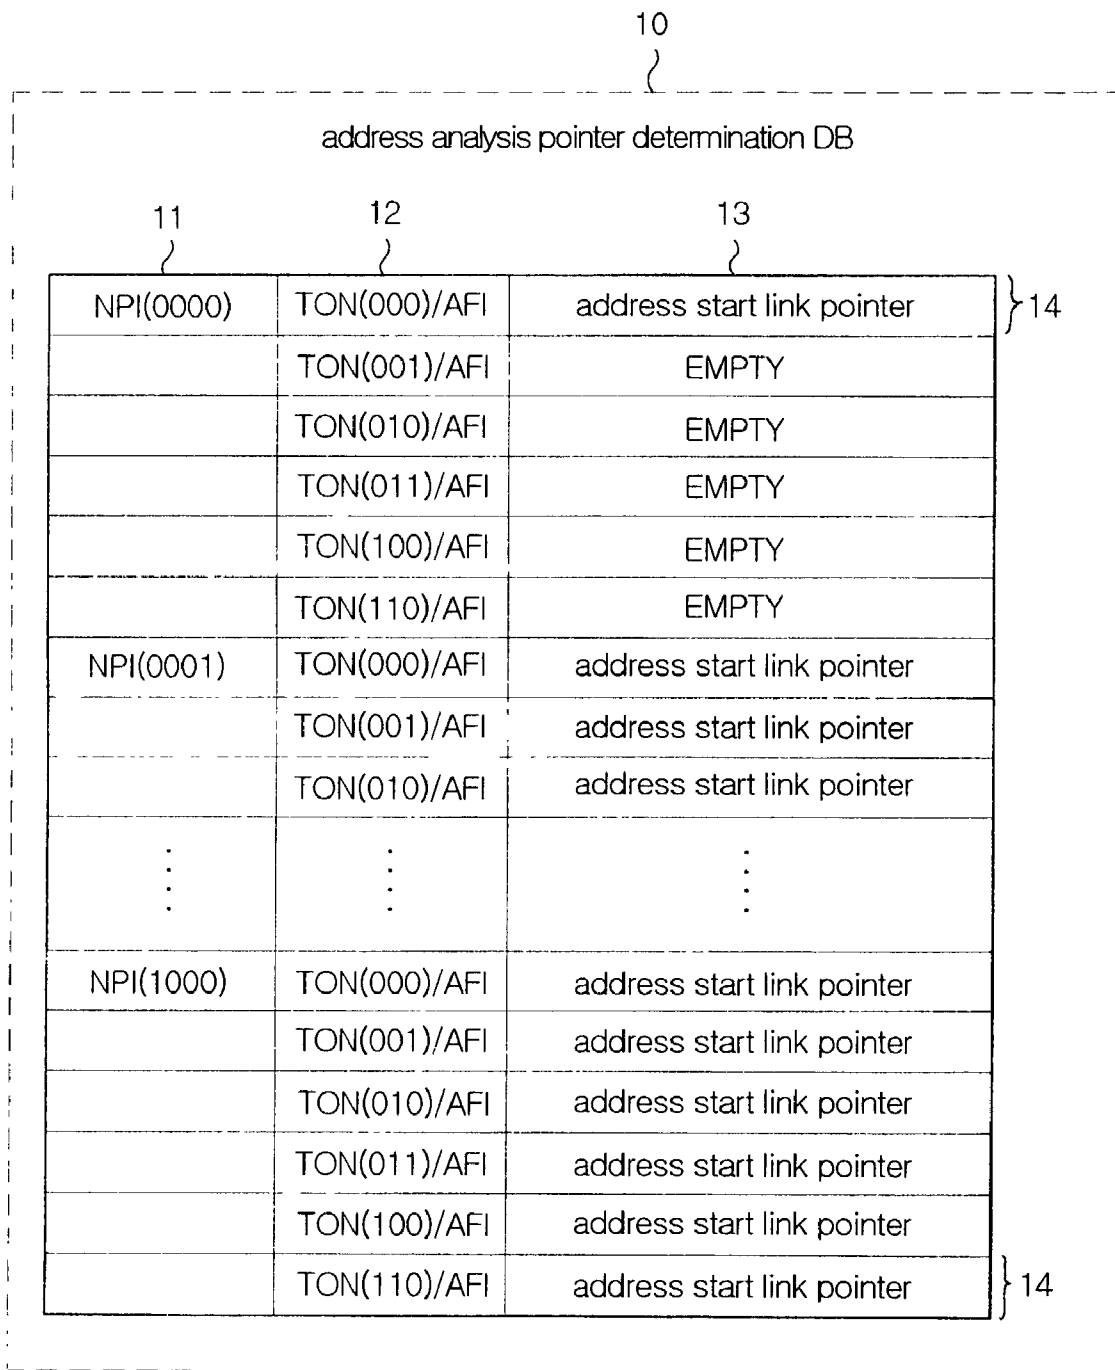 10
address analysis pointer determination DB
11 12 13
NPI(0000) TON(000)/AFI address start link pointer 14
TON(001)/AFI EMPTY
TON(010)/AFI EMPTY
TON(011)/AFI EMPTY
TON(100)/AFI EMPTY
TON(110)/AFI EMPTY
NPI(0001) TON(000)/AFI address start link pointer
TON(001)/AFI address start link pointer
TON(010)/AFI address start link pointer
NPI(1000) TON(000)/AFI address start link pointer
TON(001)/AFI address start link pointer
TON(010)/AFI address start link pointer
TON(011)/AFI address start link pointer
TON(100)/AFI address start link pointer
TON(110)/AFI address start link pointer 14